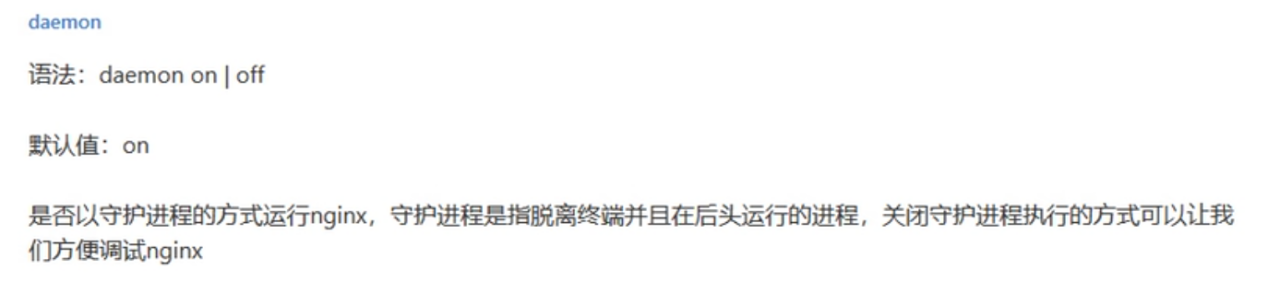 daemon
语法：daemon on | off
默认值：on
是否以守护进程的方式运行nginx，守护进程是指脱离终端并且在后头运行的进程，关闭守护进程执行的方式可以让我
们方便调试nginx